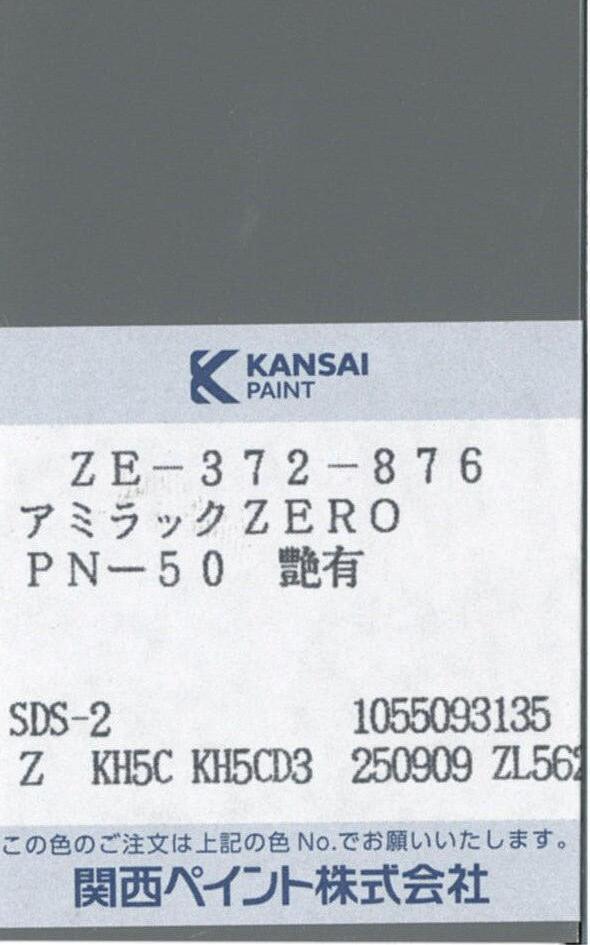 KANSAI
PAINT
ZE-372-876
アミラックZERO
PN-50 艶有
SDS-2 1055093135
Z KH5C KH5CD3 250909 ZL562
この色のご注文は上記の色No.でお願いいたします。
関西ペイント株式会社